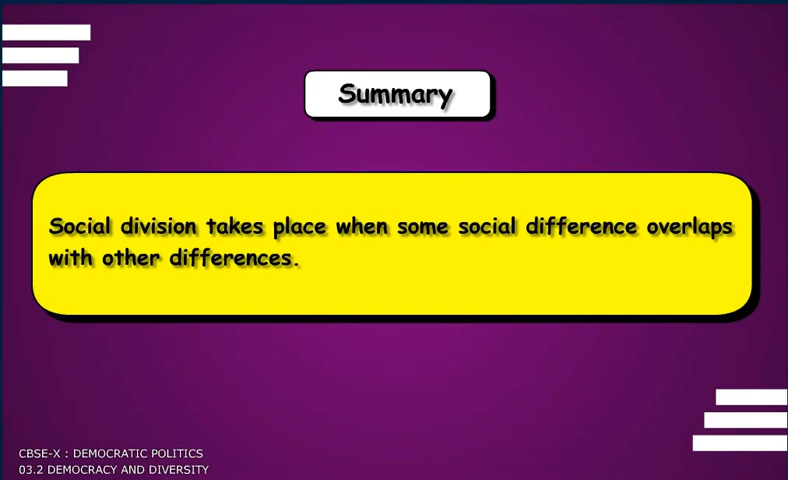 Summary
Social division takes place when some social difference overlaps
with other differences.
CBSE-X : DEMOCRATIC POLITICS
03.2 DEMOCRACY AND DIVERSITY